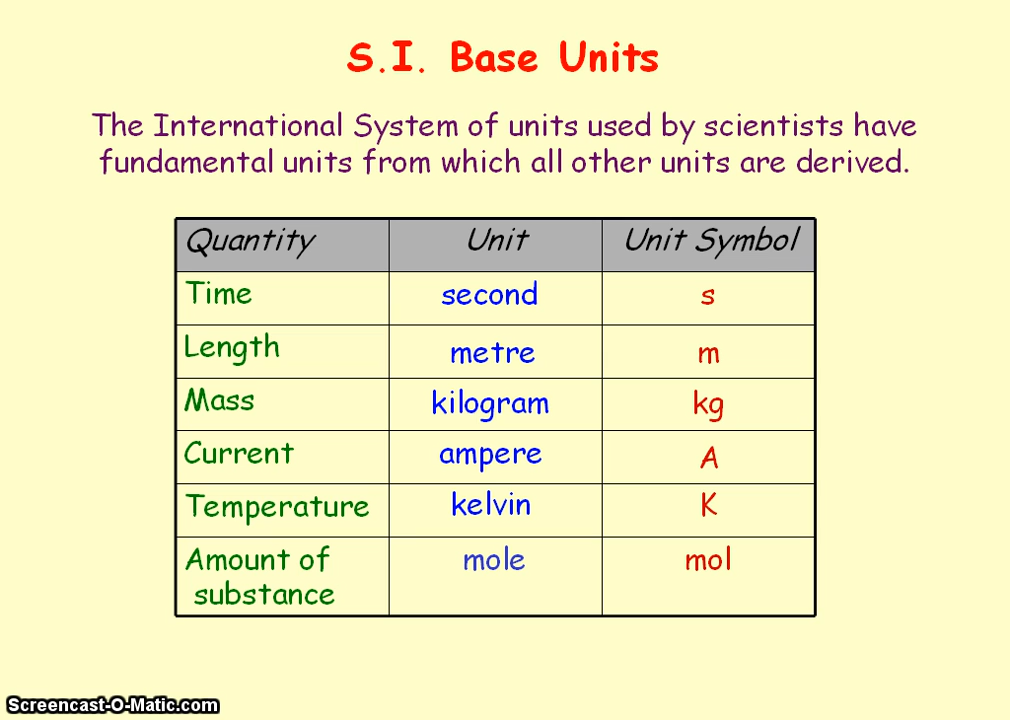 S.I. Base Units
The International System of units used by scientists have
fundamental units from which all other units are derived.
Quantity Unit Unit Symbol
Time second s
Length metre m
Mass kilogram kg
Current ampere A
Temperature kelvin K
Amount of mole mol
substance
Screencast-O-Matic.com